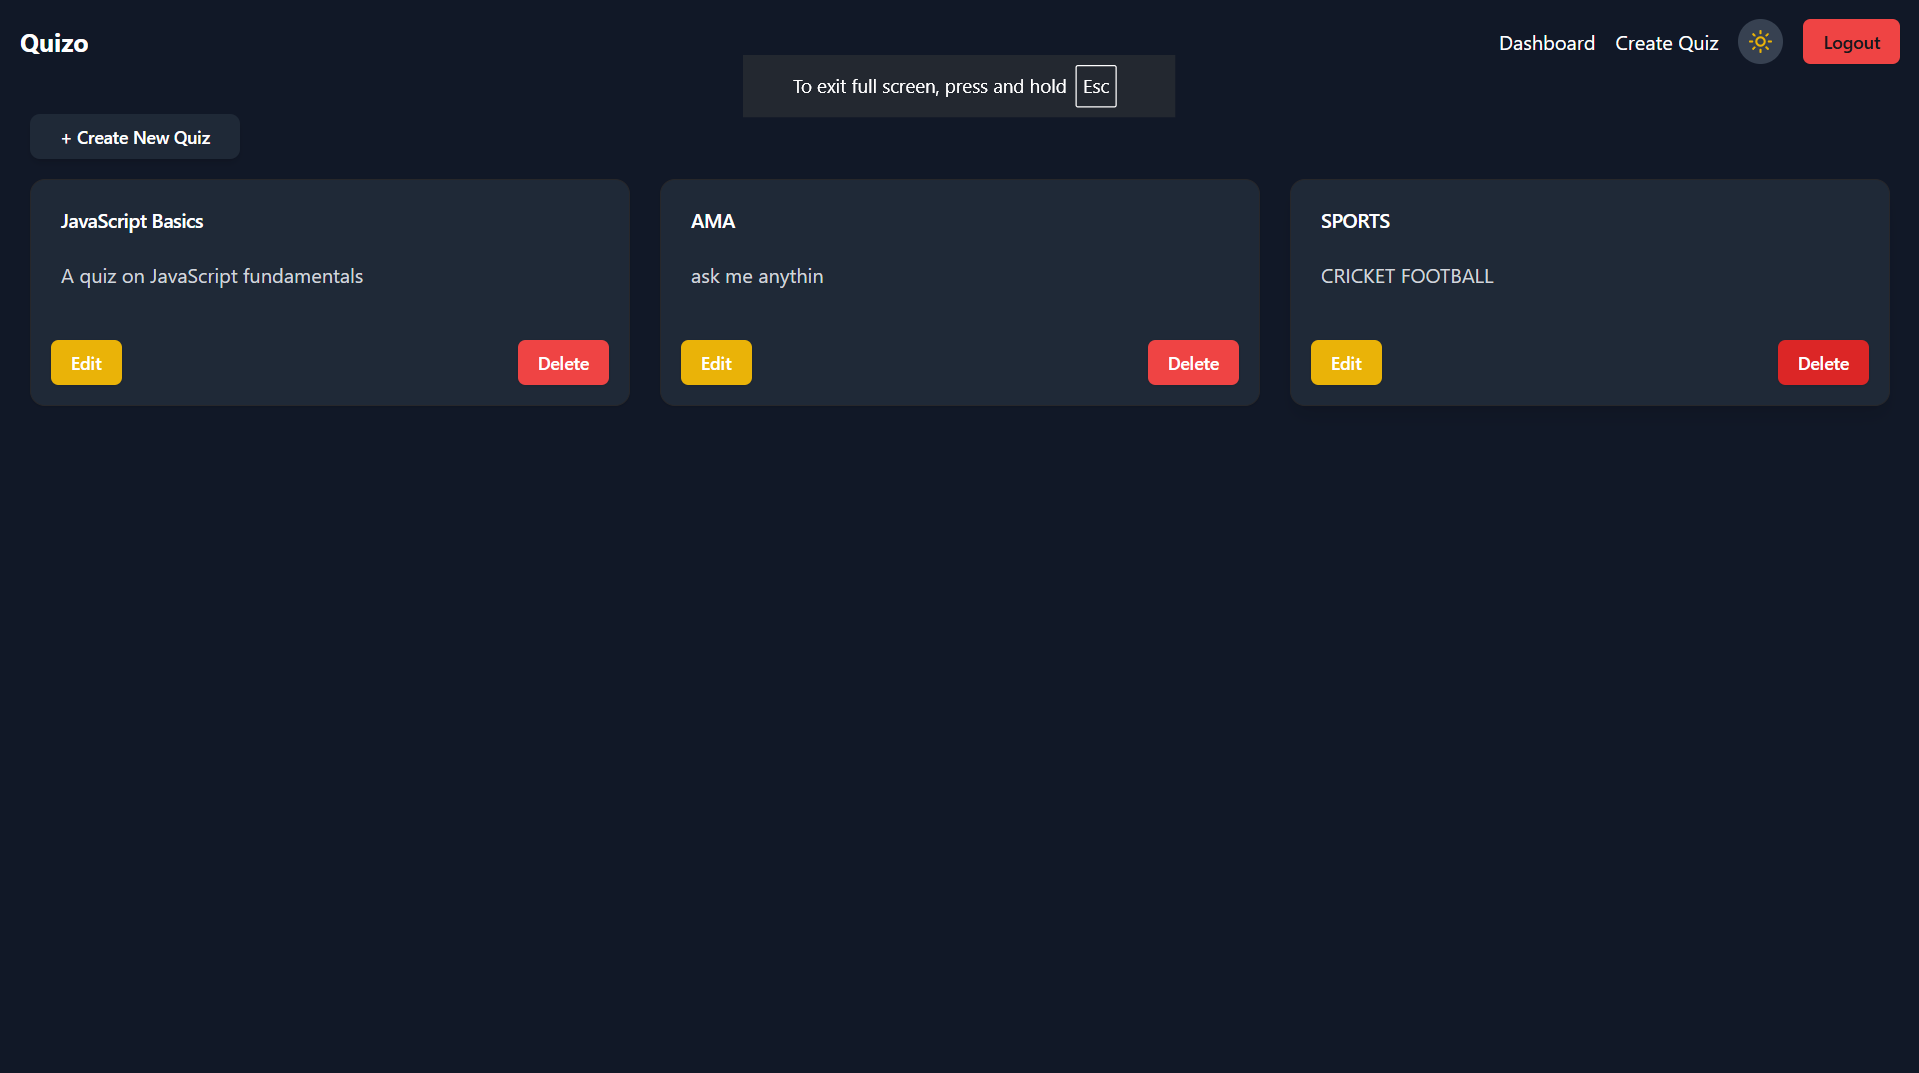 Quizo
Dashboard Create Quiz Logout
To exit full screen, press and hold Esc
+ Create New Quiz
JavaScript Basics
A quiz on JavaScript fundamentals
Edit Delete
AMA
ask me anythin
Edit Delete
SPORTS
CRICKET FOOTBALL
Edit Delete